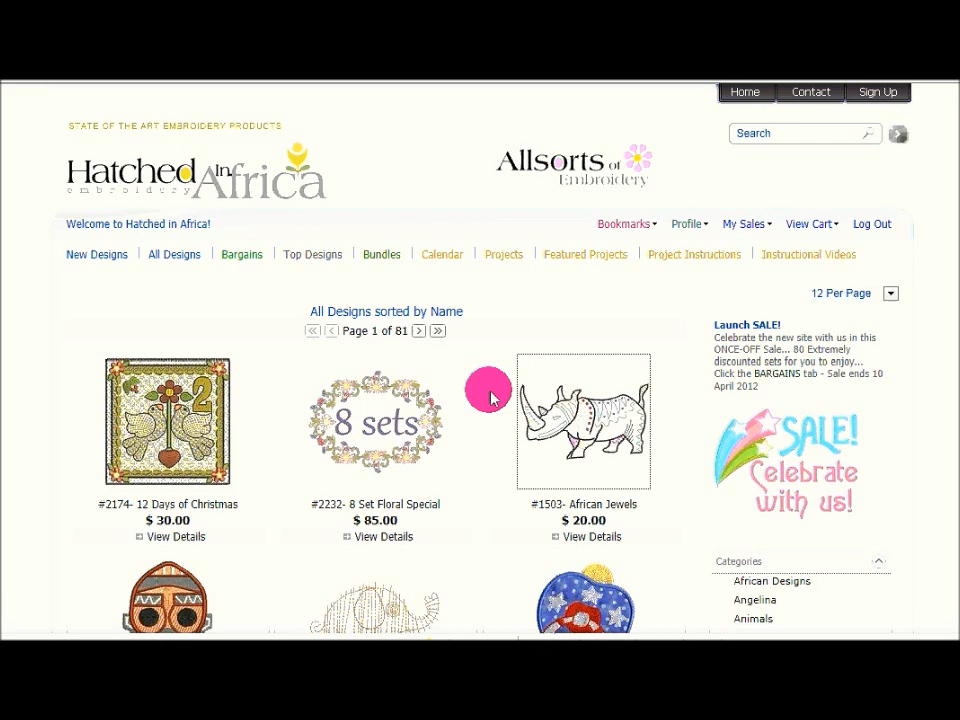 Home Contact Sign Up
STATE OF THE ART EMBROIDERY PRODUCTS
Search
Hatched In Africa
embroidery
Allsorts of
Embroidery
Welcome to Hatched in Africa!
Bookmarks Profile My Sales View Cart Log Out
New Designs All Designs Bargains Top Designs Bundles Calendar Projects Featured Projects Project Instructions Instructional Videos
12 Per Page
All Designs sorted by Name
Page 1 of 81
Launch SALE!
Celebrate the new site with us in this
ONCE-OFF Sale... 80 Extremely
discounted sets for you to enjoy...
Click the BARGAINS tab - Sale ends 10
April 2012
2
8 sets
SALE!
Celebrate
with us!
#2174- 12 Days of Christmas
$ 30.00
View Details
#2232- 8 Set Floral Special
$ 85.00
View Details
#1503- African Jewels
$ 20.00
View Details
Categories
African Designs
Angelina
Animals